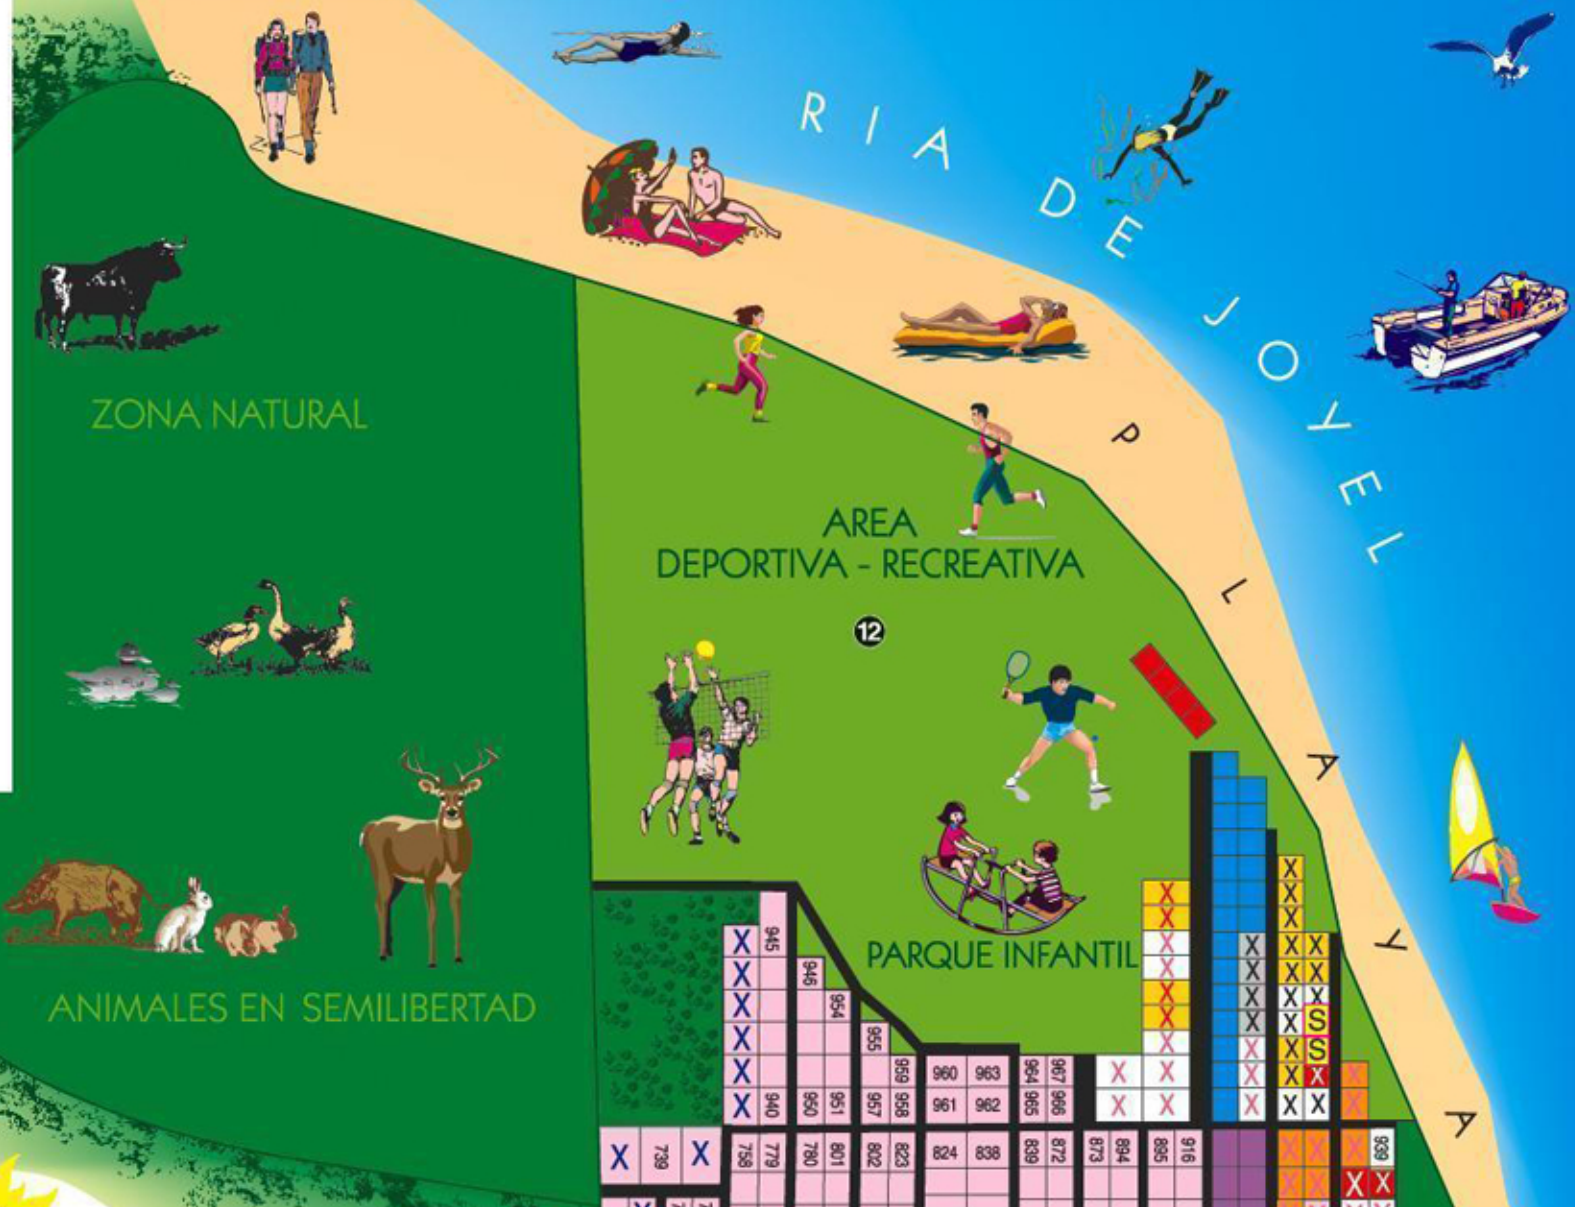 RIA DE JOYEL
PLAYA Y A
ZONA NATURAL
AREA
DEPORTIVA - RECREATIVA
12
PARQUE INFANTIL
ANIMALES EN SEMILIBERTAD
X
X X
X X
X 945 X X X X
X 946 X X X X
X 954 X X X X S
X 955 X X X X S
X 959 960 963 964 967 X X X X X X
X 940 950 951 957 958 961 962 965 966 X X X X X X
X 739 X 758 779 780 801 802 823 824 838 839 872 873 894 895 916 X X X 939
X X X X